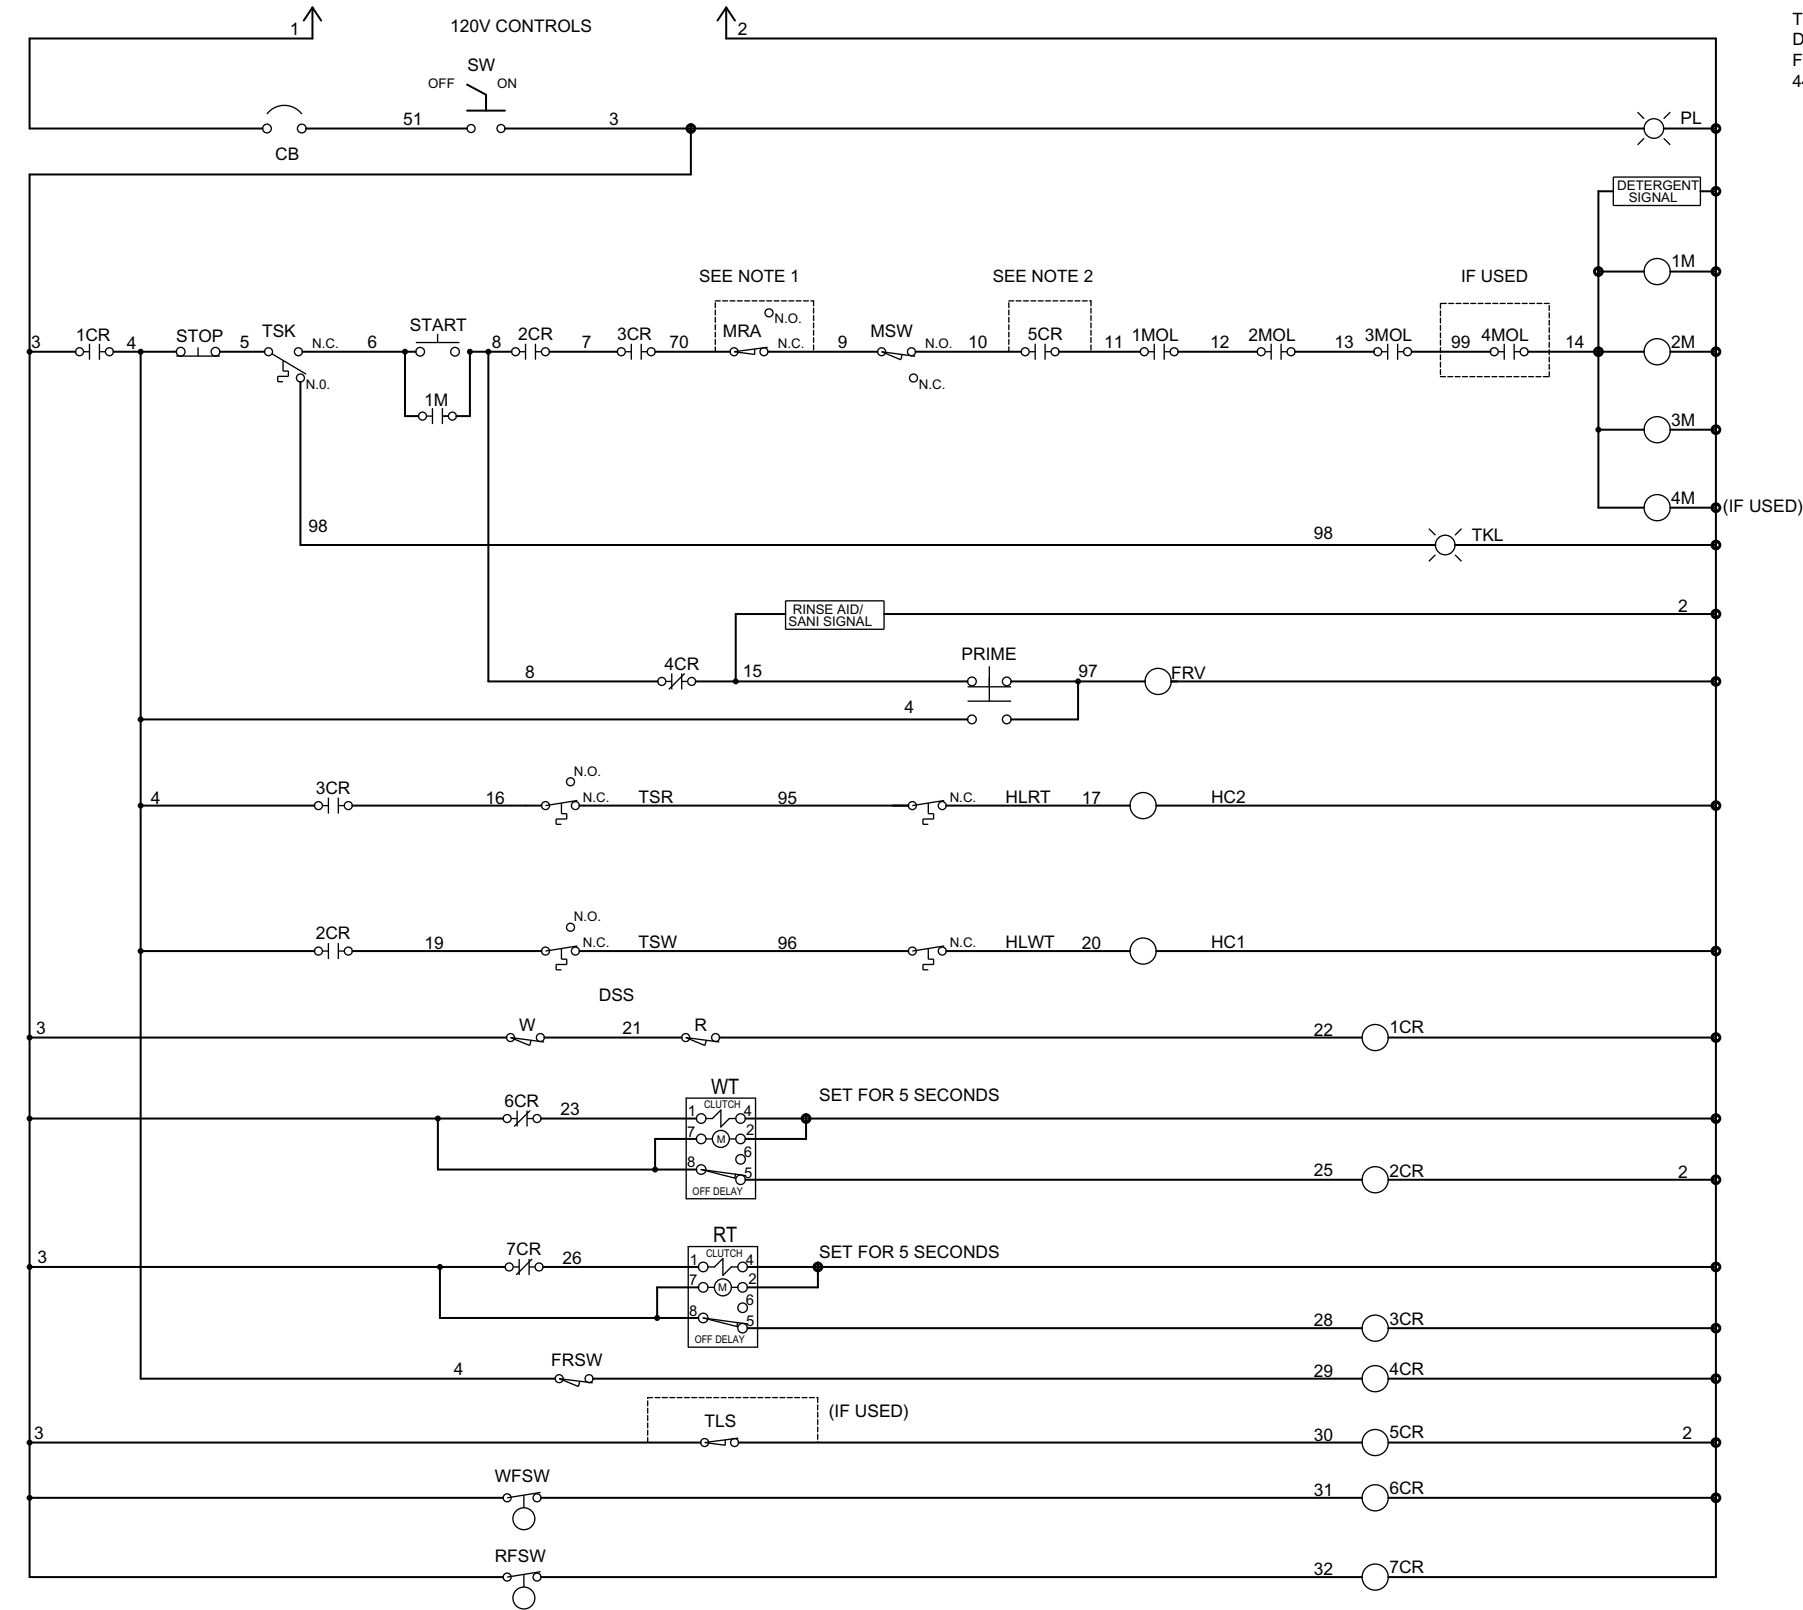 1 120V CONTROLS 2
T
D
F
SW
OFF ON
51 3 PL
CB
DETERGENT
SIGNAL
1M
SEE NOTE 1 SEE NOTE 2 IF USED
N.O.
3 1CR 4 STOP 5 TSK N.C. 6 START 8 2CR 7 3CR 70 MRA N.C. 9 MSW N.O. 10 5CR 11 1MOL 12 2MOL 13 3MOL 99 4MOL 14 2M
N.0. N.C.
1M
3M
4M (IF USED)
98 98 TKL
RINSE AID/
SANI SIGNAL
2
8 4CR 15 PRIME 97 FRV
4
N.O.
4 3CR 16 N.C. TSR 95 N.C. HLRT 17 HC2
N.O.
2CR 19 N.C. TSW 96 N.C. HLWT 20 HC1
DSS
3 W 21 R 22 1CR
WT
6CR 23 1 CLUTCH 4 SET FOR 5 SECONDS
7 M 2
6
8 5 25 2CR 2
OFF DELAY
RT
3 7CR 26 1 CLUTCH 4 SET FOR 5 SECONDS
7 M 2
6
8 5 28 3CR
OFF DELAY
4 FRSW 29 4CR
(IF USED)
3 TLS 30 5CR 2
WFSW 31 6CR
RFSW 32 7CR